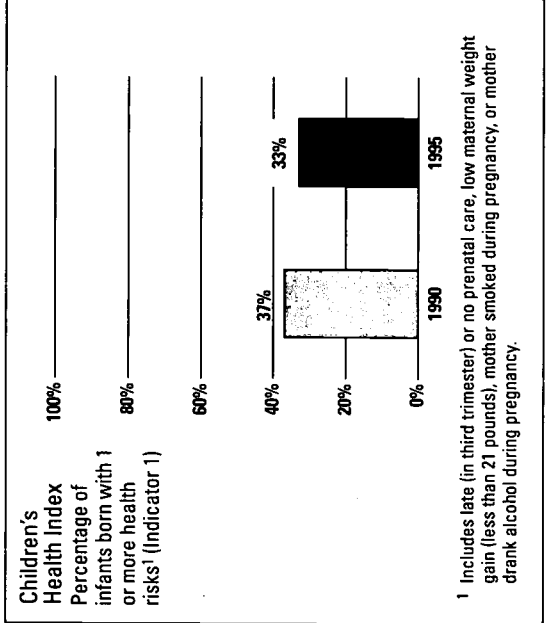 Children's
Health Index
Percentage of
infants born with 1
or more health
risks¹ (Indicator 1)
100%
80%
60%
40%
20%
0%
37%
33%
1990
1995
¹ Includes late (in third trimester) or no prenatal care, low maternal weight
gain (less than 21 pounds), mother smoked during pregnancy, or mother
drank alcohol during pregnancy.